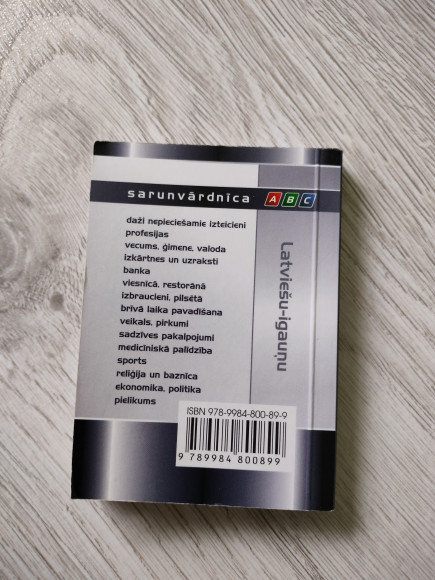 sarunvārdnīca ABC
daži nepieciešamie izteicieni
profesijas
vecums, ģimene, valoda
izkārtnes un uzraksti
banka
viesnīcā, restorānā
izbraucieni, pilsētā
brīvā laika pavadīšana
veikals, pirkumi
sadzīves pakalpojumi
medicīniskā palīdzība
sports
reliģija un baznīca
ekonomika, politika
pielikums
Latviešu-igauņu
ISBN 978-9984-800-89-9
9 789984 800899